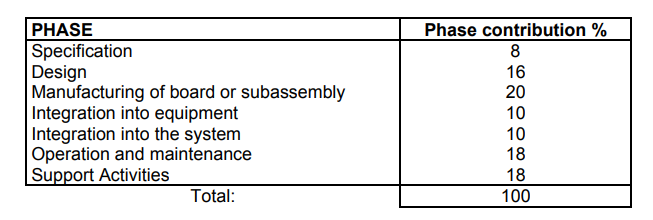 PHASE Phase contribution %
Specification 8
Design 16
Manufacturing of board or subassembly 20
Integration into equipment 10
Integration into the system 10
Operation and maintenance 18
Support Activities 18
Total: 100